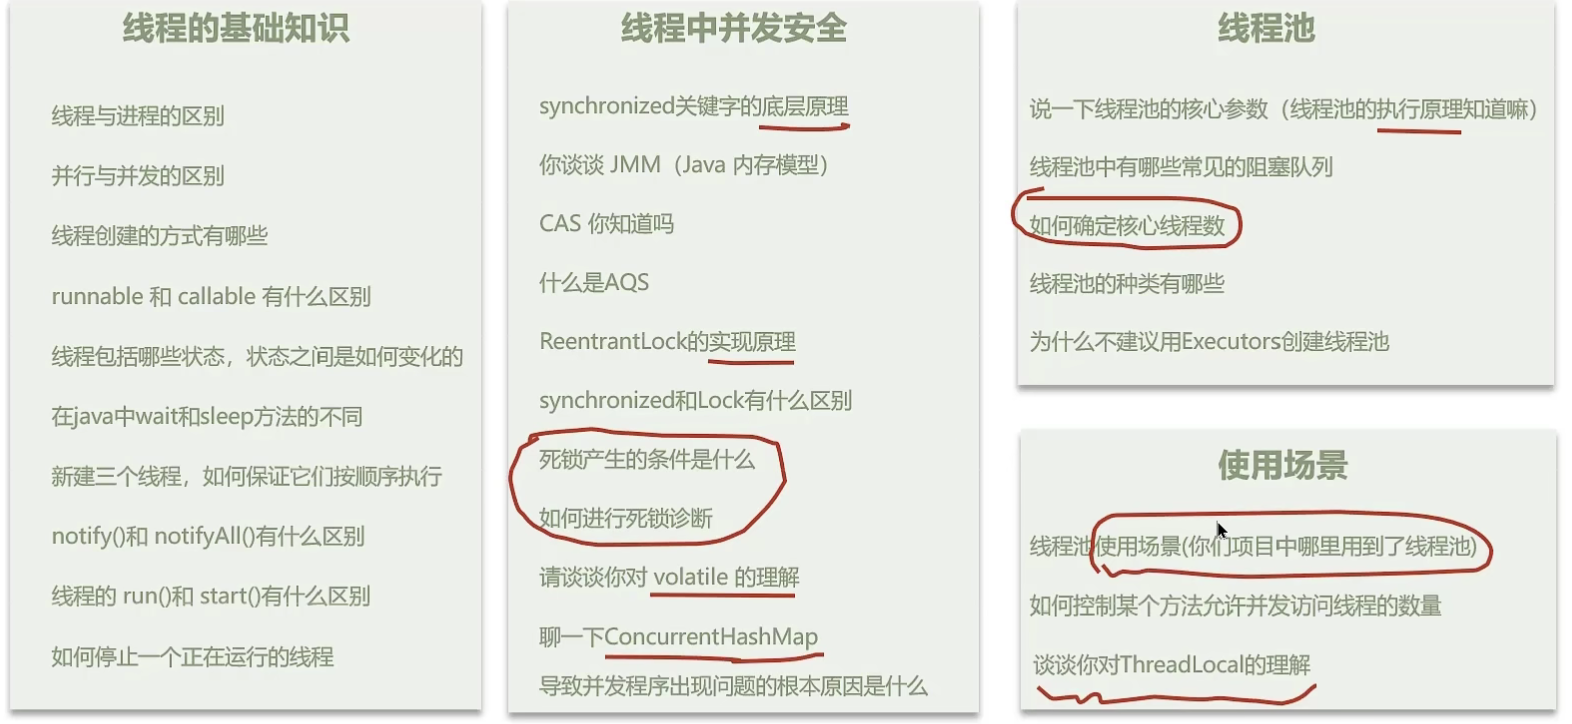 线程的基础知识
线程与进程的区别
并行与并发的区别
线程创建的方式有哪些
runnable 和 callable 有什么区别
线程包括哪些状态，状态之间是如何变化的
在java中wait和sleep方法的不同
新建三个线程，如何保证它们按顺序执行
notify()和 notifyAll()有什么区别
线程的 run()和 start()有什么区别
如何停止一个正在运行的线程
线程中并发安全
synchronized关键字的底层原理
你谈谈 JMM（Java 内存模型）
CAS 你知道吗
什么是AQS
ReentrantLock的实现原理
synchronized和Lock有什么区别
死锁产生的条件是什么
如何进行死锁诊断
请谈谈你对 volatile 的理解
聊一下ConcurrentHashMap
导致并发程序出现问题的根本原因是什么
线程池
说一下线程池的核心参数（线程池的执行原理知道嘛）
线程池中有哪些常见的阻塞队列
如何确定核心线程数
线程池的种类有哪些
为什么不建议用Executors创建线程池
使用场景
线程池使用场景(你们项目中哪里用到了线程池)
如何控制某个方法允许并发访问线程的数量
谈谈你对ThreadLocal的理解